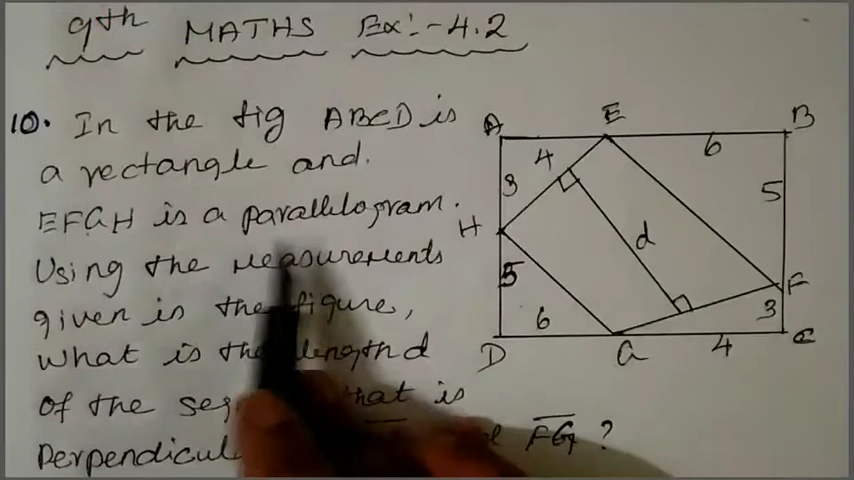 9th MATHS Ex:-4.2
10. In the fig ABCD is
a rectangle and.
EFGH is a parallelogram.
Using the measurements
given in the figure,
what is the length d
of the that is
FG ?
A E B
4 6
3 5
H d
5 F
6 3
D G 4 C